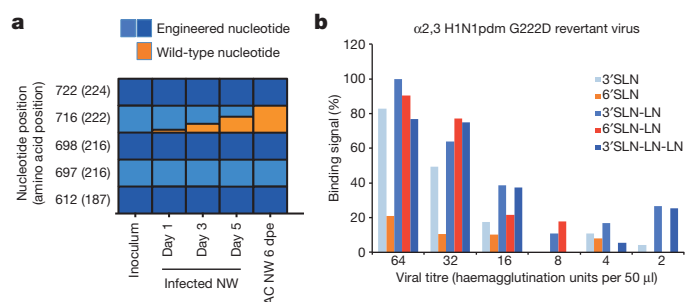 a
Engineered nucleotide
Wild-type nucleotide
Nucleotide position
(amino acid position)
722 (224)
716 (222)
698 (216)
697 (216)
612 (187)
Inoculum
Day 1
Day 3
Day 5
AC NW 6 dpe
Infected NW
b
α2,3 H1N1pdm G222D revertant virus
Binding signal (%)
120
100
80
60
40
20
0
3′SLN
6′SLN
3′SLN-LN
6′SLN-LN
3′SLN-LN-LN
64
32
16
8
4
2
Viral titre (haemagglutination units per 50 µl)